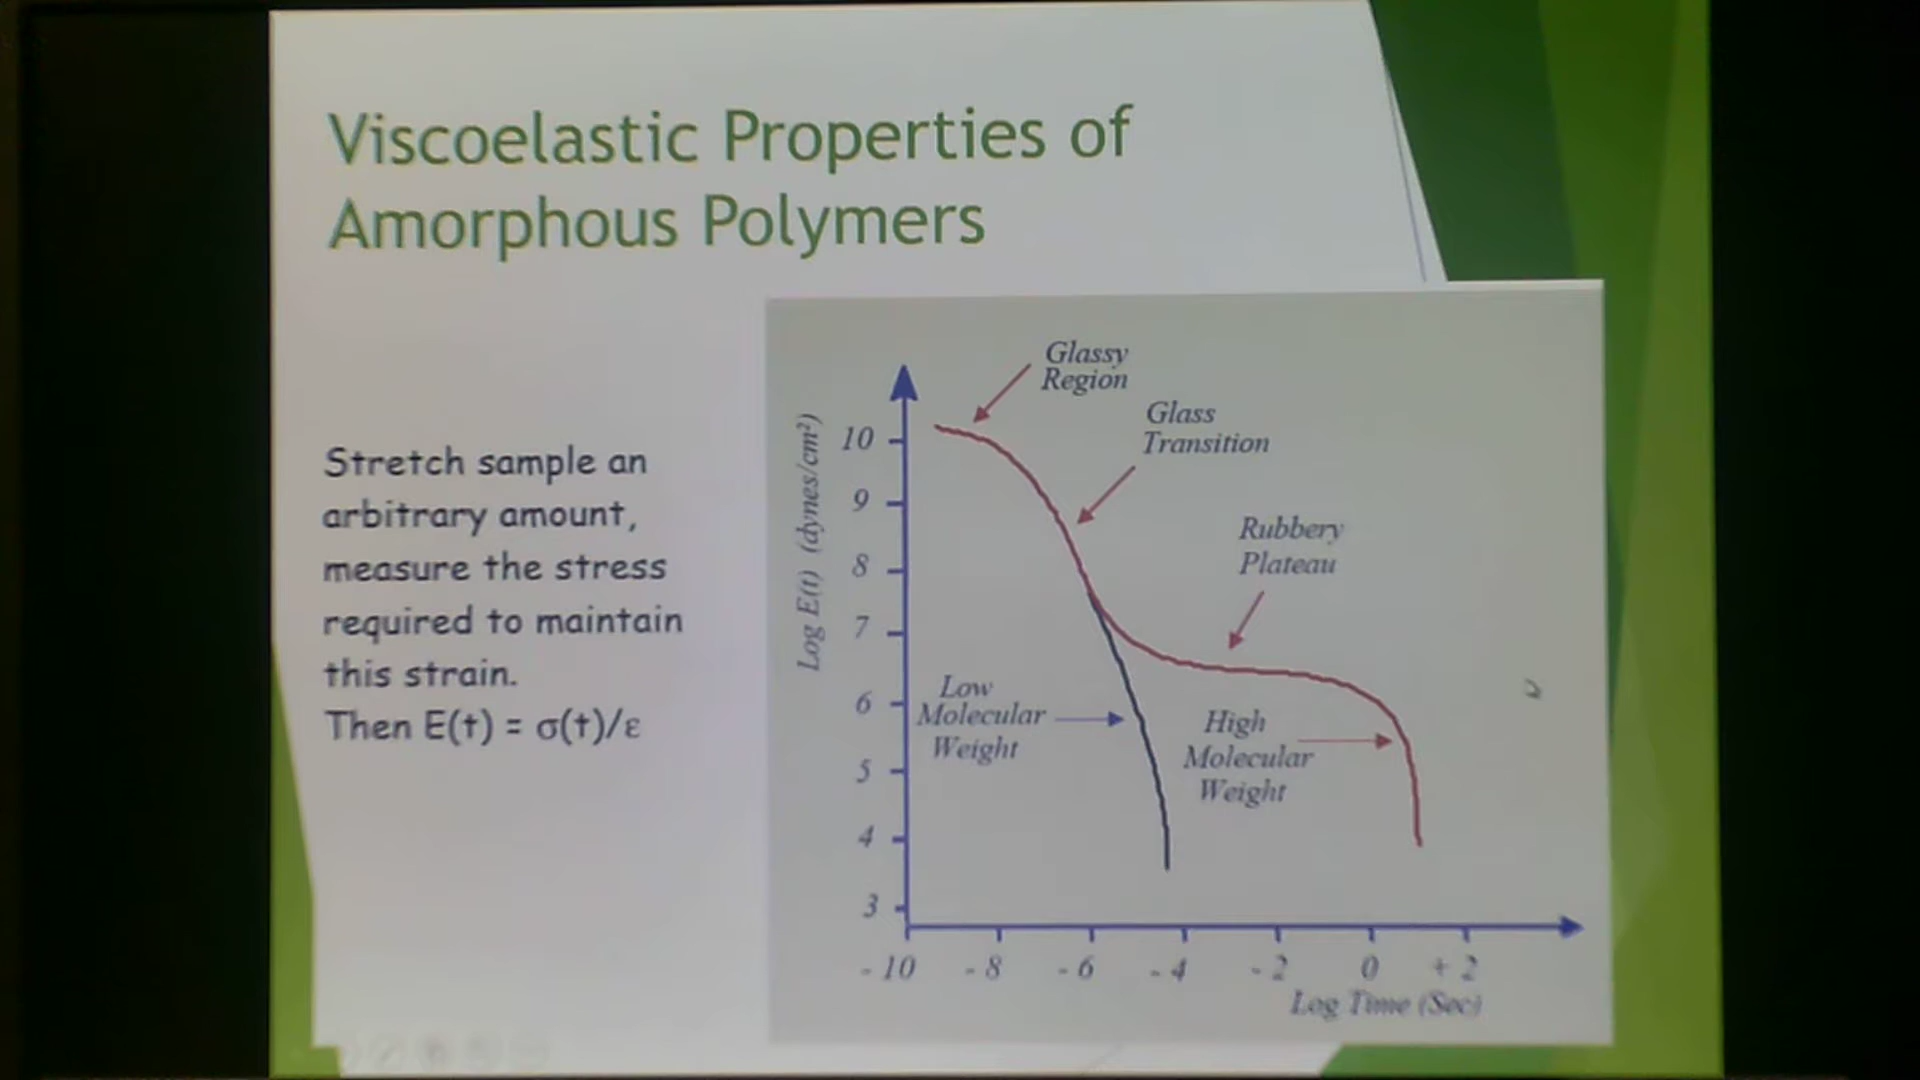 Viscoelastic Properties of
Amorphous Polymers
Stretch sample an
arbitrary amount,
measure the stress
required to maintain
this strain.
Then E(t) = σ(t)/ε
Glassy
Region
Glass
Transition
Rubbery
Plateau
Low
Molecular
Weight
High
Molecular
Weight
Log E(t) (dynes/cm²)
10
9
8
7
6
5
4
3
- 10 - 8 - 6 - 4 - 2 0 + 2
Log Time (Sec)